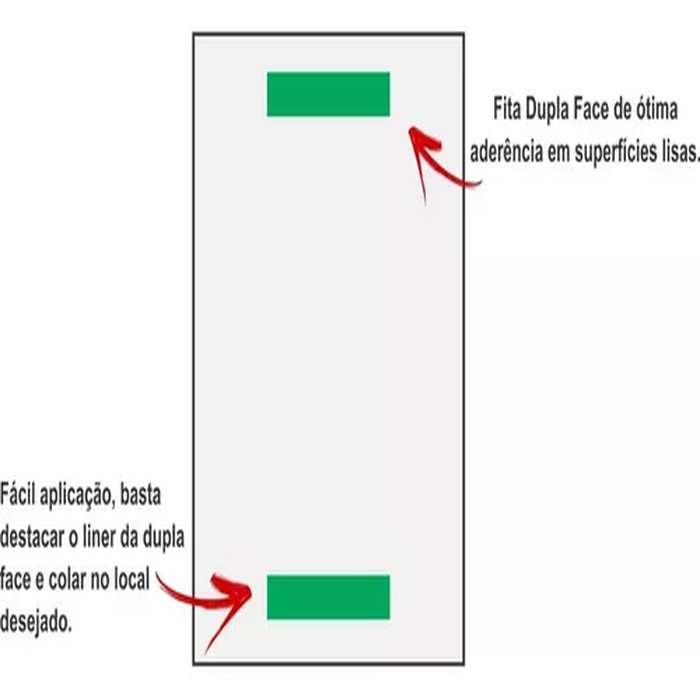 Fita Dupla Face de ótima
aderência em superfícies lisas.
Fácil aplicação, basta
destacar o liner da dupla
face e colar no local
desejado.